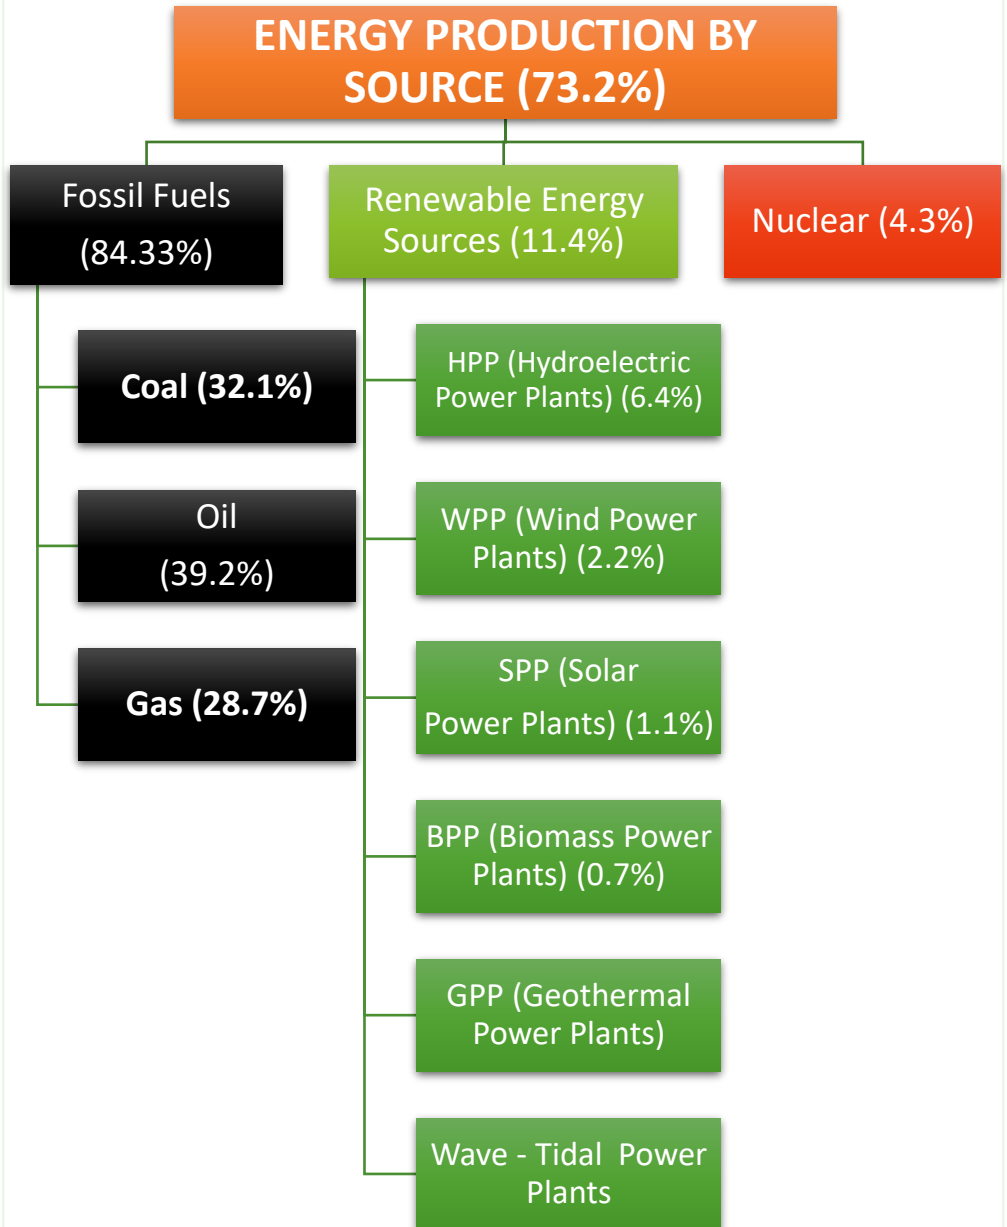 ENERGY PRODUCTION BY
SOURCE (73.2%)
Fossil Fuels
(84.33%)
Renewable Energy
Sources (11.4%)
Nuclear (4.3%)
Coal (32.1%)
Oil
(39.2%)
Gas (28.7%)
HPP (Hydroelectric
Power Plants) (6.4%)
WPP (Wind Power
Plants) (2.2%)
SPP (Solar
Power Plants) (1.1%)
BPP (Biomass Power
Plants) (0.7%)
GPP (Geothermal
Power Plants)
Wave - Tidal  Power
Plants